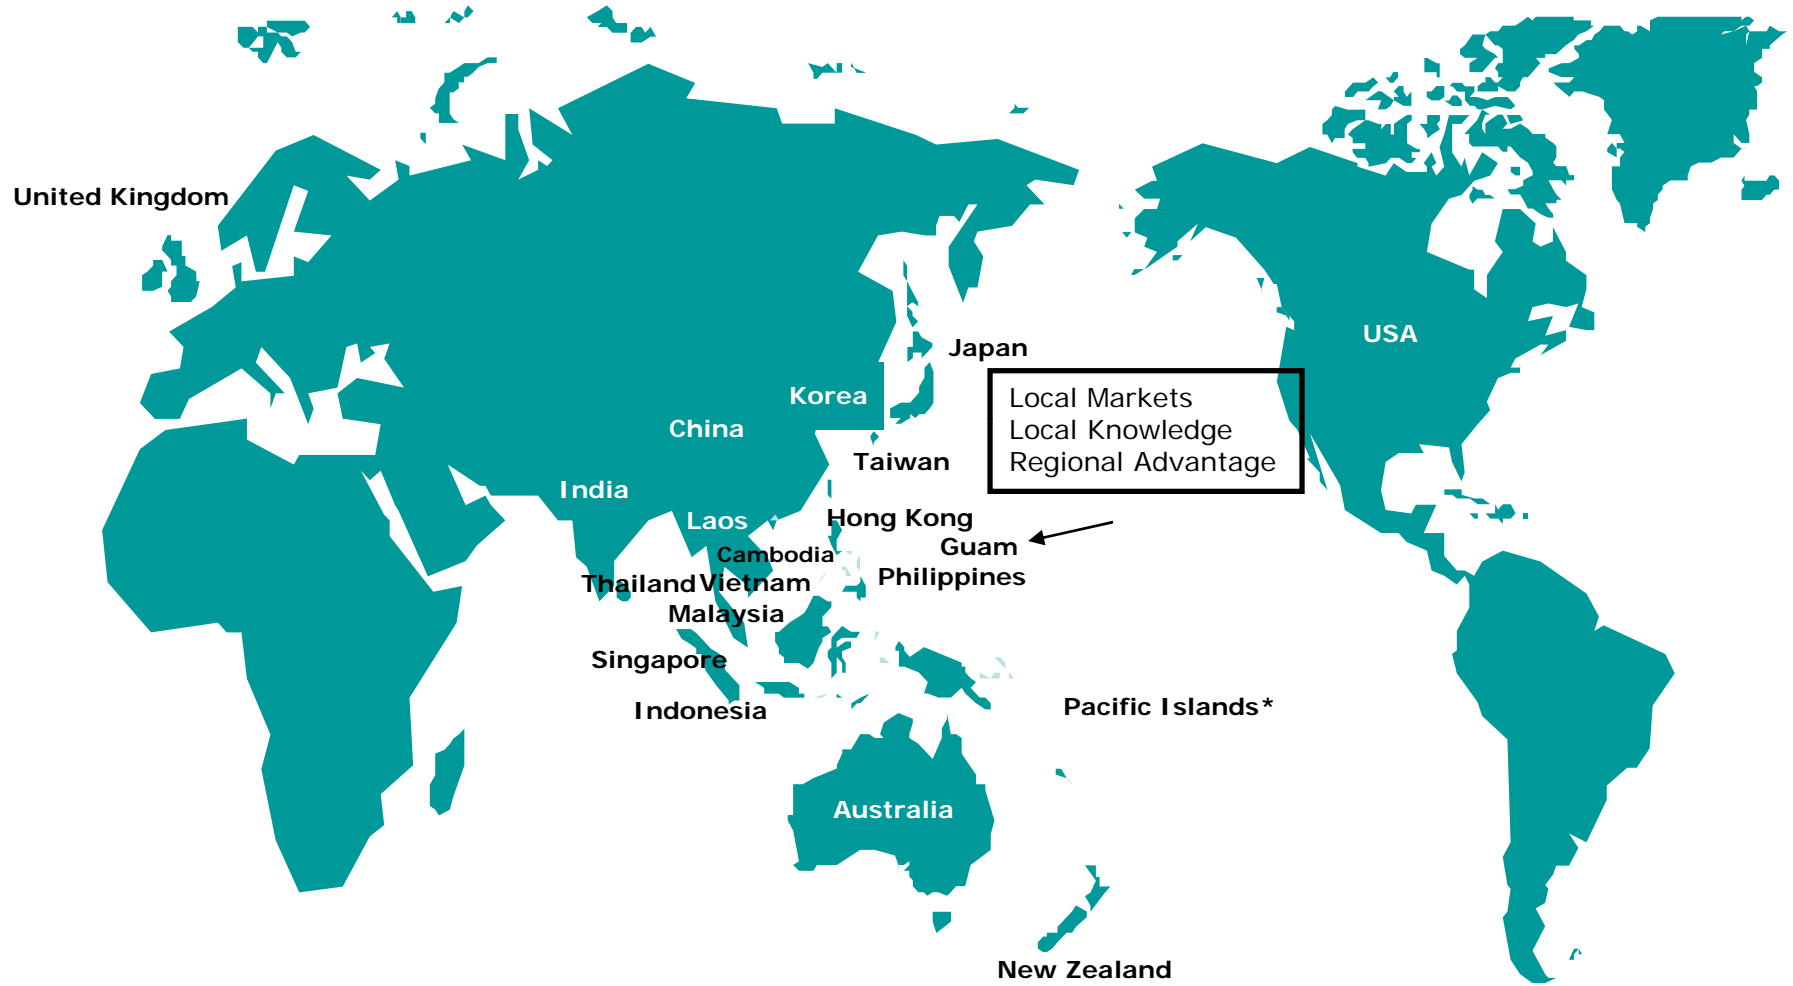 United Kingdom
USA
Japan
Korea
Local Markets
Local Knowledge
Regional Advantage
China
Taiwan
India
Laos
Hong Kong
Guam
Cambodia
Philippines
Thailand
Vietnam
Malaysia
Singapore
Indonesia
Pacific Islands*
Australia
New Zealand